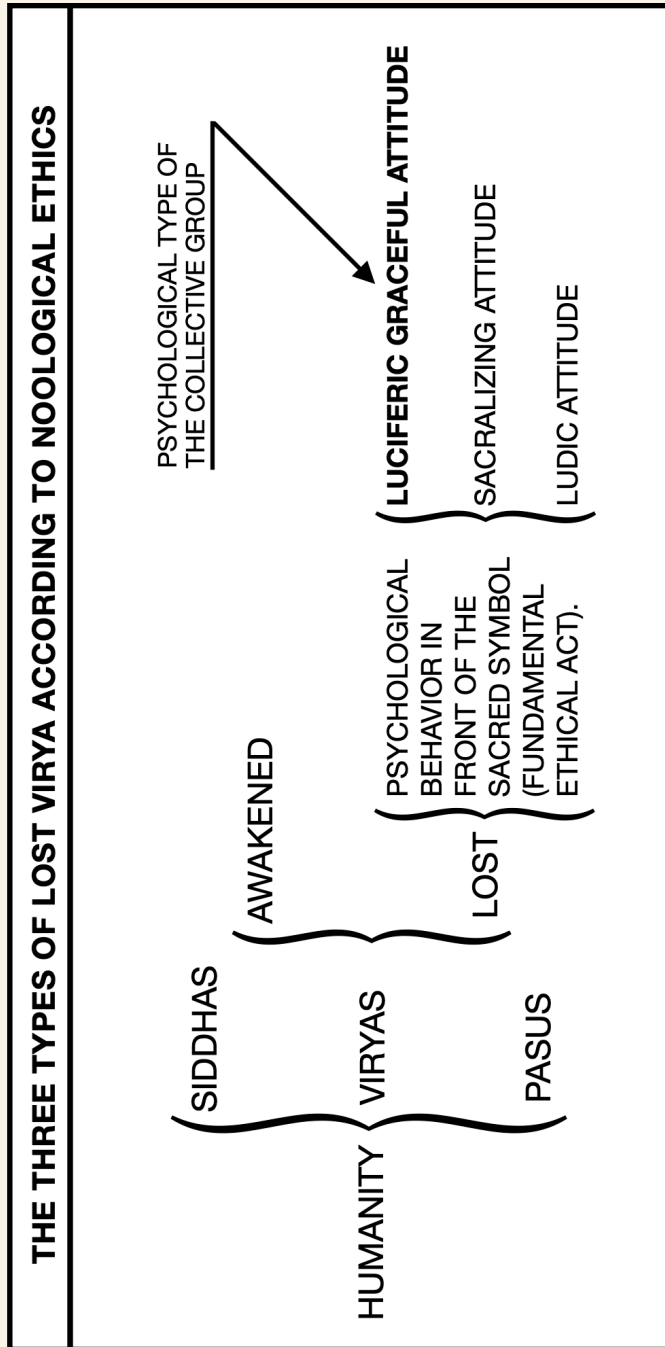 THE THREE TYPES OF LOST VIRYA ACCORDING TO NOOLOGICAL ETHICS
HUMANITY
SIDDHAS
VIRYAS
PASUS
AWAKENED
LOST
PSYCHOLOGICAL
BEHAVIOR IN
FRONT OF THE
SACRED SYMBOL
(FUNDAMENTAL
ETHICAL ACT).
PSYCHOLOGICAL TYPE OF
THE COLLECTIVE GROUP
LUCIFERIC GRACEFUL ATTITUDE
SACRALIZING ATTITUDE
LUDIC ATTITUDE